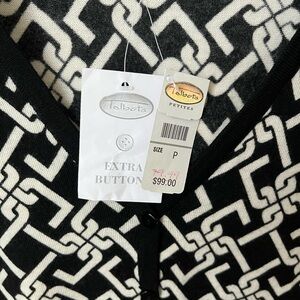 Talbots
EXTRA
BUTTON
Talbots
PETITES
SIZE P
$99.00